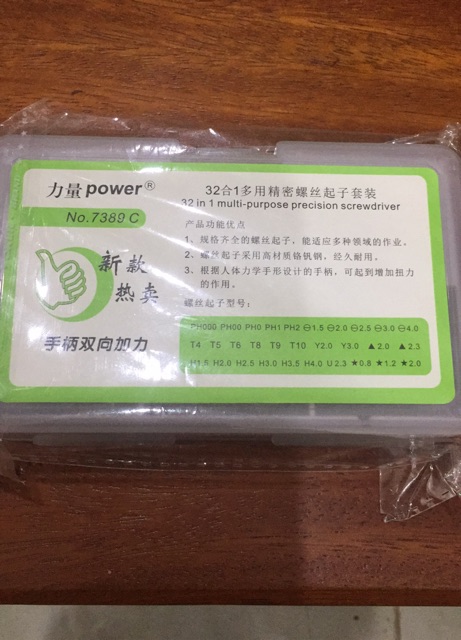 力量power®
No.7389 C
新款
热卖
手柄双向加力
32合1多用精密螺丝起子套装
32 in 1 multi-purpose precision screwdriver
产品功能优点
1、规格齐全的螺丝起子，能适应多种领域的作业。
2、螺丝起子采用高材质铬钒钢，经久耐用。
3、根据人体力学手形设计的手柄，可起到增加扭力
的作用。
螺丝起子型号：
PH000 PH00 PH0 PH1 PH2 ⊖1.5 ⊖2.0 ⊖2.5 ⊖3.0 ⊖4.0
T4 T5 T6 T8 T9 T10 Y2.0 Y3.0 ▲2.0 ▲2.3
H1.5 H2.0 H2.5 H3.0 H3.5 H4.0 U2.3 ★0.8 ★1.2 ★2.0